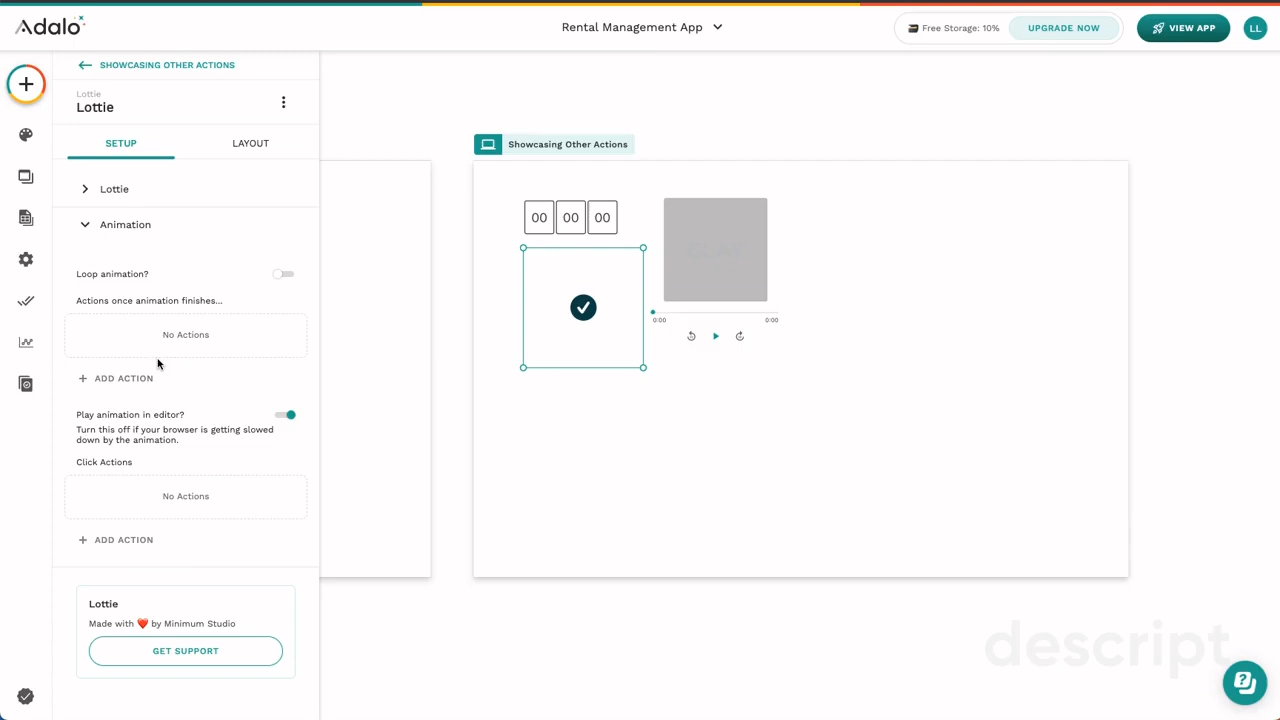 Adalo
Rental Management App
Free Storage: 10%
UPGRADE NOW
VIEW APP
LL
SHOWCASING OTHER ACTIONS
Lottie
Lottie
SETUP
LAYOUT
Lottie
Animation
Loop animation?
Actions once animation finishes...
No Actions
+ ADD ACTION
Play animation in editor?
Turn this off if your browser is getting slowed
down by the animation.
Click Actions
No Actions
+ ADD ACTION
Lottie
Made with ❤️ by Minimum Studio
GET SUPPORT
Showcasing Other Actions
00 00 00
0:00
0:00
descript